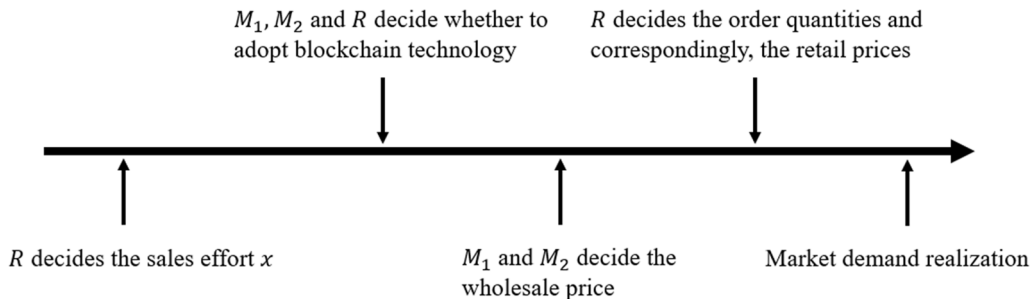 M₁, M₂ and R decide whether to
adopt blockchain technology
R decides the order quantities and
correspondingly, the retail prices
R decides the sales effort x
M₁ and M₂ decide the
wholesale price
Market demand realization